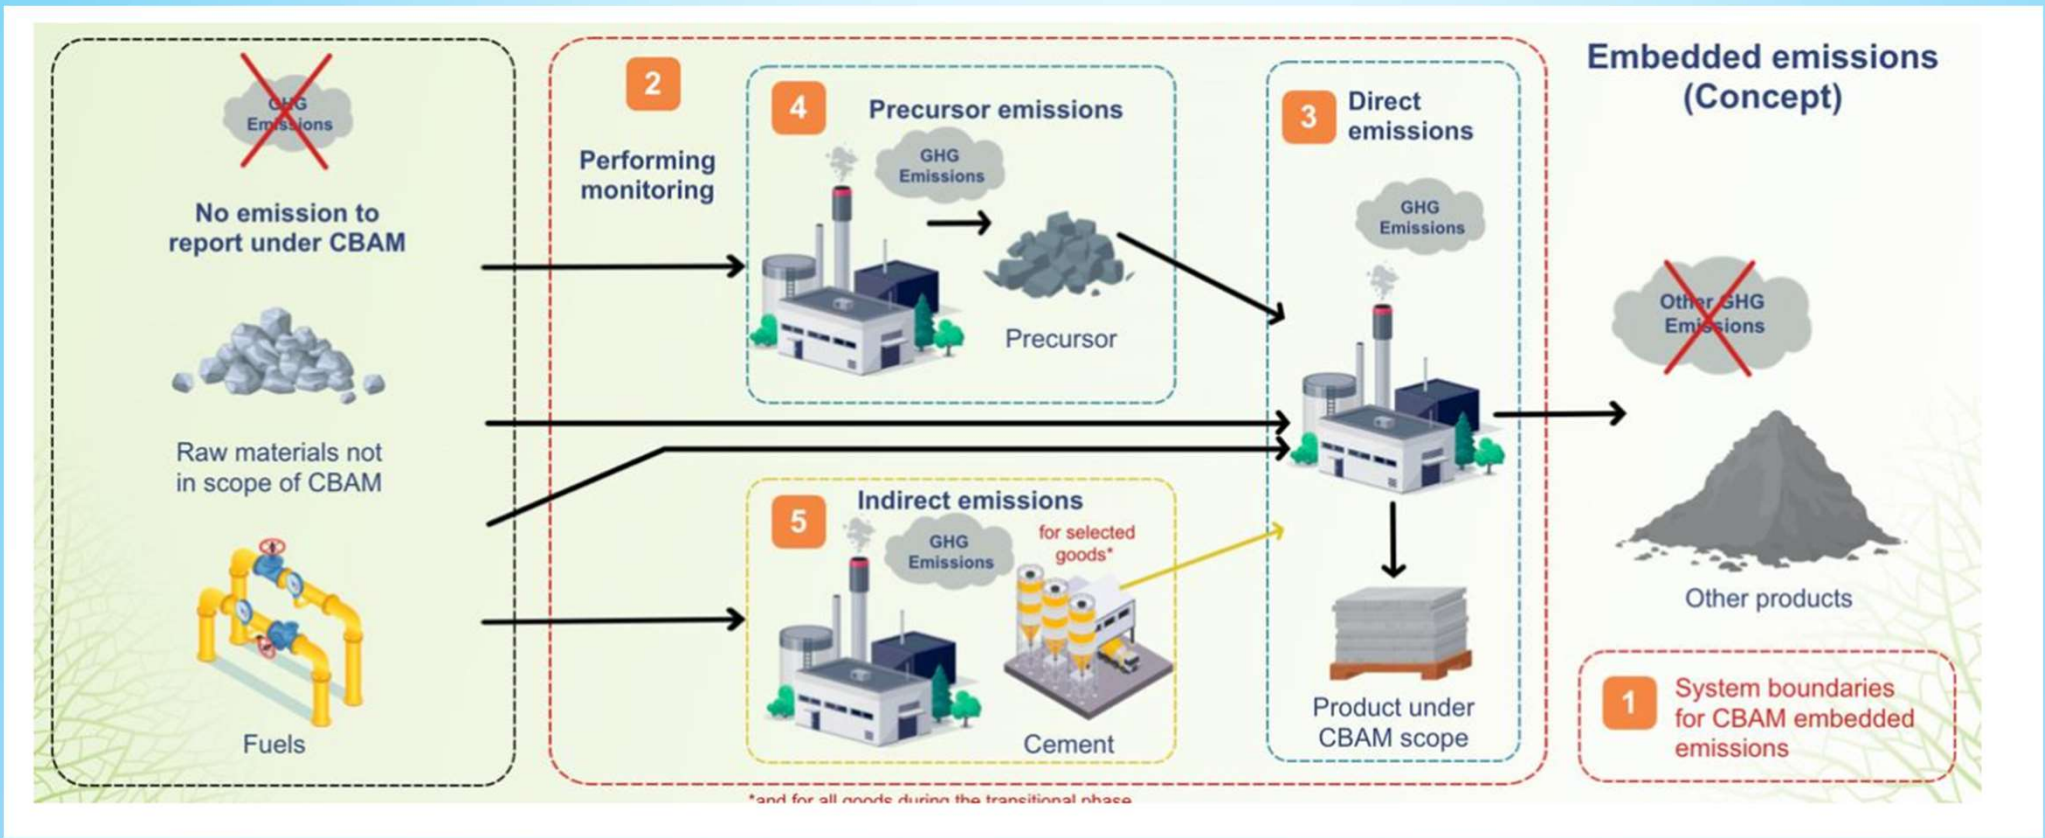 GHG
Emissions
No emission to
report under CBAM
Raw materials not
in scope of CBAM
Fuels
2
Performing
monitoring
4
Precursor emissions
GHG
Emissions
Precursor
5
Indirect emissions
GHG
Emissions
for selected
goods*
Cement
*and for all goods during the transitional phase
3
Direct
emissions
GHG
Emissions
Product under
CBAM scope
Embedded emissions
(Concept)
Other GHG
Emissions
Other products
1
System boundaries
for CBAM embedded
emissions